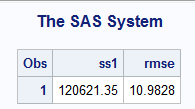 The SAS System
Obs ss1 rmse
1 120621.35 10.9828